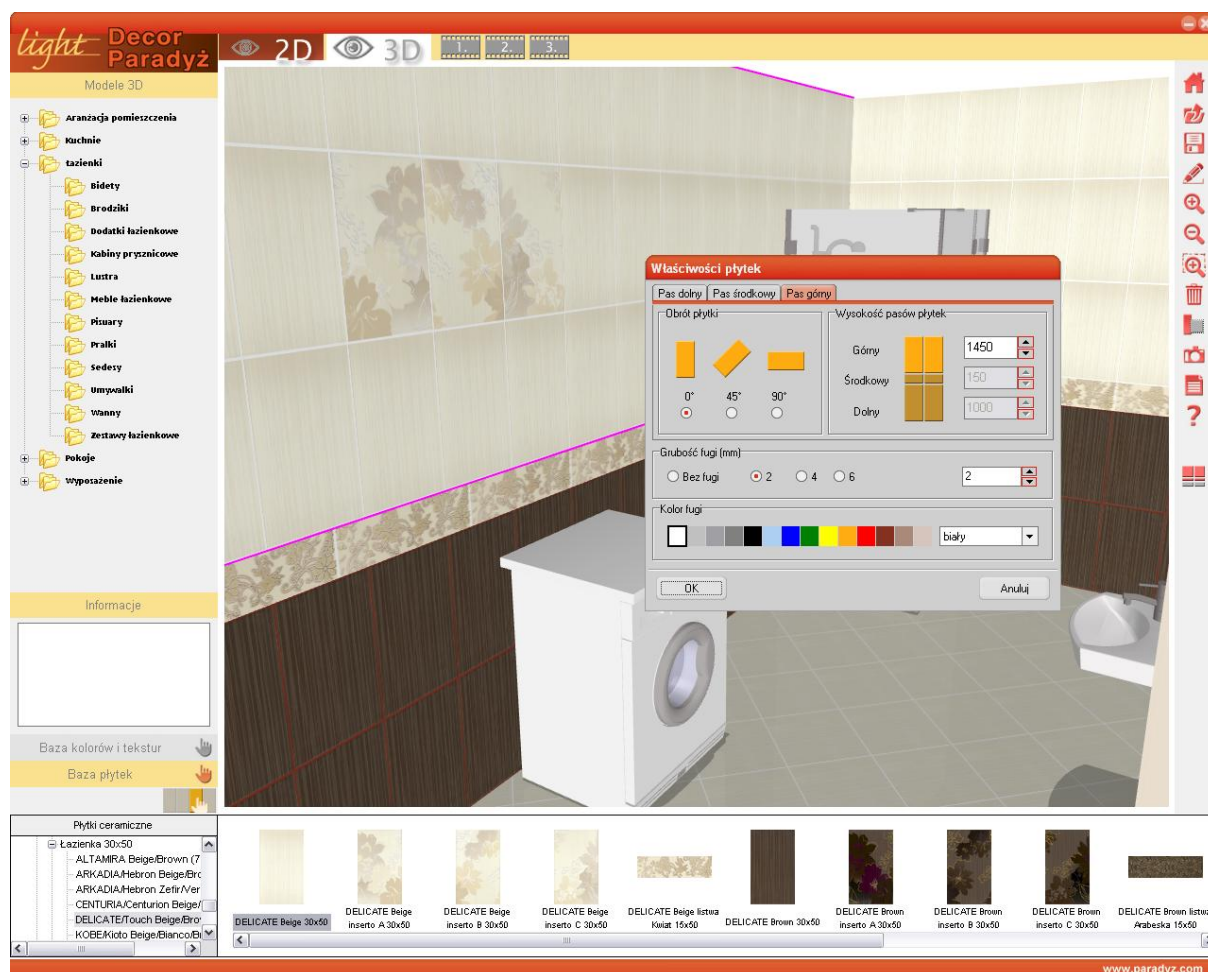 light Decor
Paradyż
2D
3D
1.
2.
3.
Modele 3D
Aranżacja pomieszczenia
Kuchnie
Łazienki
Bidety
Brodziki
Dodatki łazienkowe
Kabiny prysznicowe
Lustra
Meble łazienkowe
Pisuary
Pralki
Sedesy
Umywalki
Wanny
Zestawy łazienkowe
Pokoje
Wyposażenie
Informacje
Baza kolorów i tekstur
Baza płytek
Właściwości płytek
Pas dolny
Pas środkowy
Pas górny
Obrót płytki
0°
45°
90°
Wysokość pasów płytek
Górny
1450
Środkowy
150
Dolny
1000
Grubość fugi (mm)
Bez fugi
2
4
6
2
Kolor fugi
biały
OK
Anuluj
?
Płytki ceramiczne
Łazienka 30x50
ALTAMIRA Beige/Brown (7
ARKADIA/Hebron Beige/Brc
ARKADIA/Hebron Zefir/Ver
CENTURIA/Centurion Beige/
DELICATE/Touch Beige/Bro
KOBE/Kioto Beige/Bianco/B
DELICATE Beige 30x50
DELICATE Beige
inserto A 30x50
DELICATE Beige
inserto B 30x50
DELICATE Beige
inserto C 30x50
DELICATE Beige listwa
Kwiat 15x50
DELICATE Brown 30x50
DELICATE Brown
inserto A 30x50
DELICATE Brown
inserto B 30x50
DELICATE Brown
inserto C 30x50
DELICATE Brown listwa
Arabeska 15x50
www.paradyz.com